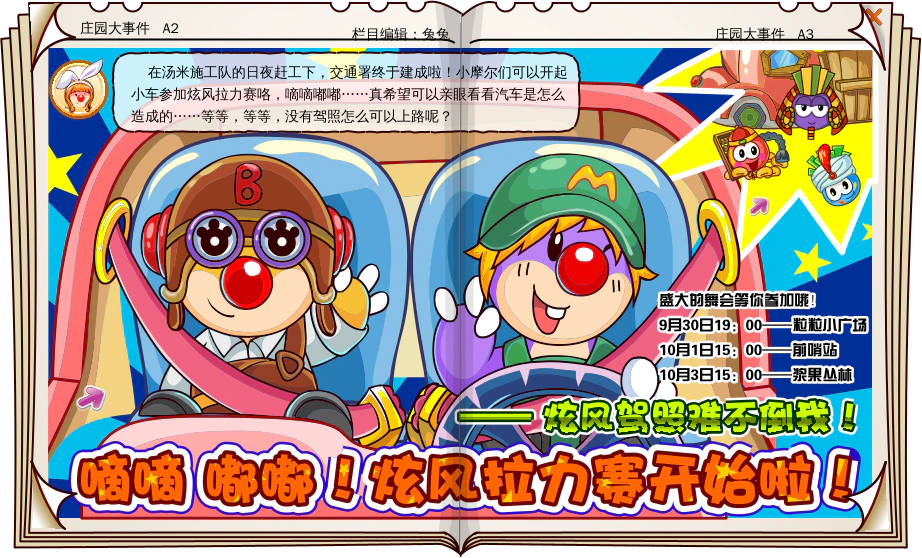 庄园大事件 A2
栏目编辑：兔兔
庄园大事件 A3
在汤米施工队的日夜赶工下，交通署终于建成啦！小摩尔们可以开起
小车参加炫风拉力赛咯，嘀嘀嘟嘟……真希望可以亲眼看看汽车是怎么
造成的……等等，等等，没有驾照怎么可以上路呢？
B
M
盛大的舞会等你参加哦！
9月30日19：00——粒粒小广场
10月1日15：00——前哨站
10月3日15：00——浆果丛林
——炫风驾照难不倒我！
嘀嘀 嘟嘟！炫风拉力赛开始啦！